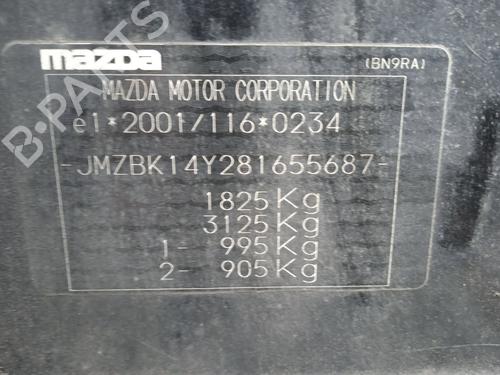 mazda (BN9RA)
MAZDA MOTOR CORPORATION
e1*2001/116*0234
-JMZBK14Y281655687-
1825Kg
3125Kg
1- 995Kg
2- 905Kg
B-PARTS